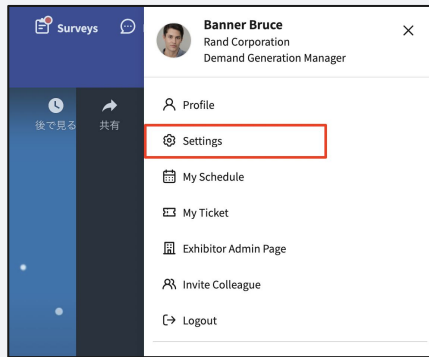 Surveys
Banner Bruce
Rand Corporation
Demand Generation Manager
後で見る
共有
Profile
Settings
My Schedule
My Ticket
Exhibitor Admin Page
Invite Colleague
Logout